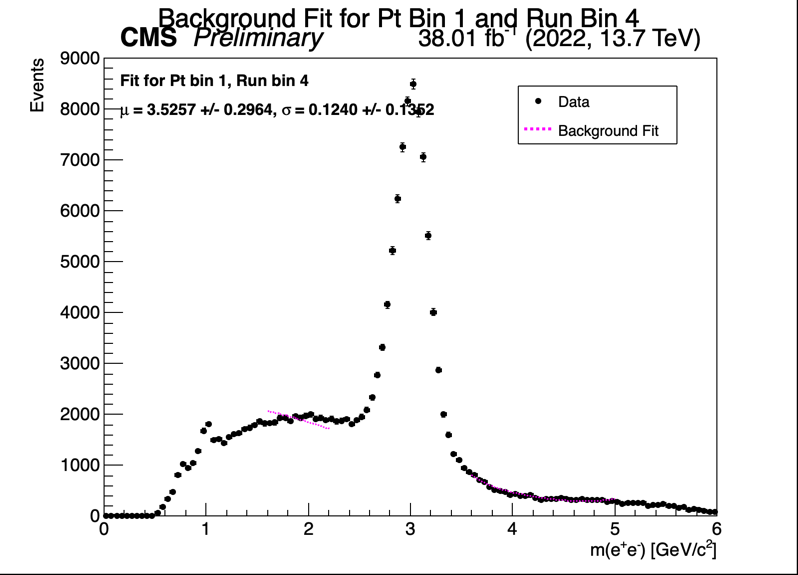 Background Fit for Pt Bin 1 and Run Bin 4
CMS Preliminary 38.01 fb⁻¹ (2022, 13.7 TeV)
Events
9000
8000
7000
6000
5000
4000
3000
2000
1000
0
Fit for Pt bin 1, Run bin 4
μ = 3.5257 +/- 0.2964, σ = 0.1240 +/- 0.1352
Data
Background Fit
0 1 2 3 4 5 6
m(e⁺e⁻) [GeV/c²]